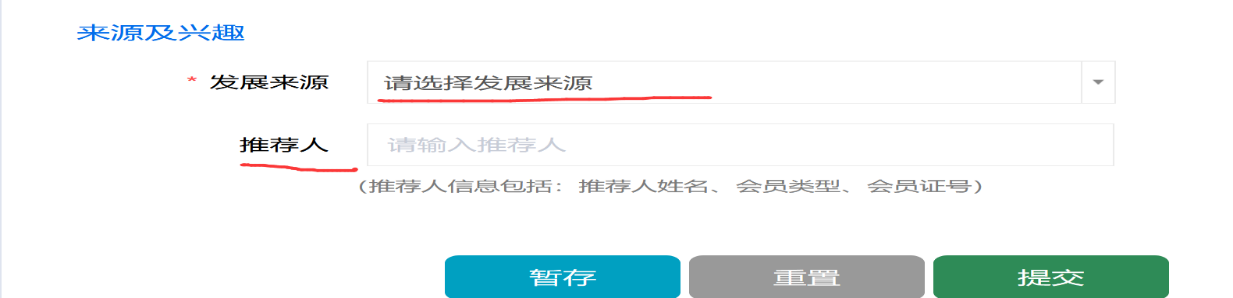 来源及兴趣
* 发展来源 请选择发展来源
推荐人 请输入推荐人
(推荐人信息包括：推荐人姓名、会员类型、会员证号)
暂存 重置 提交